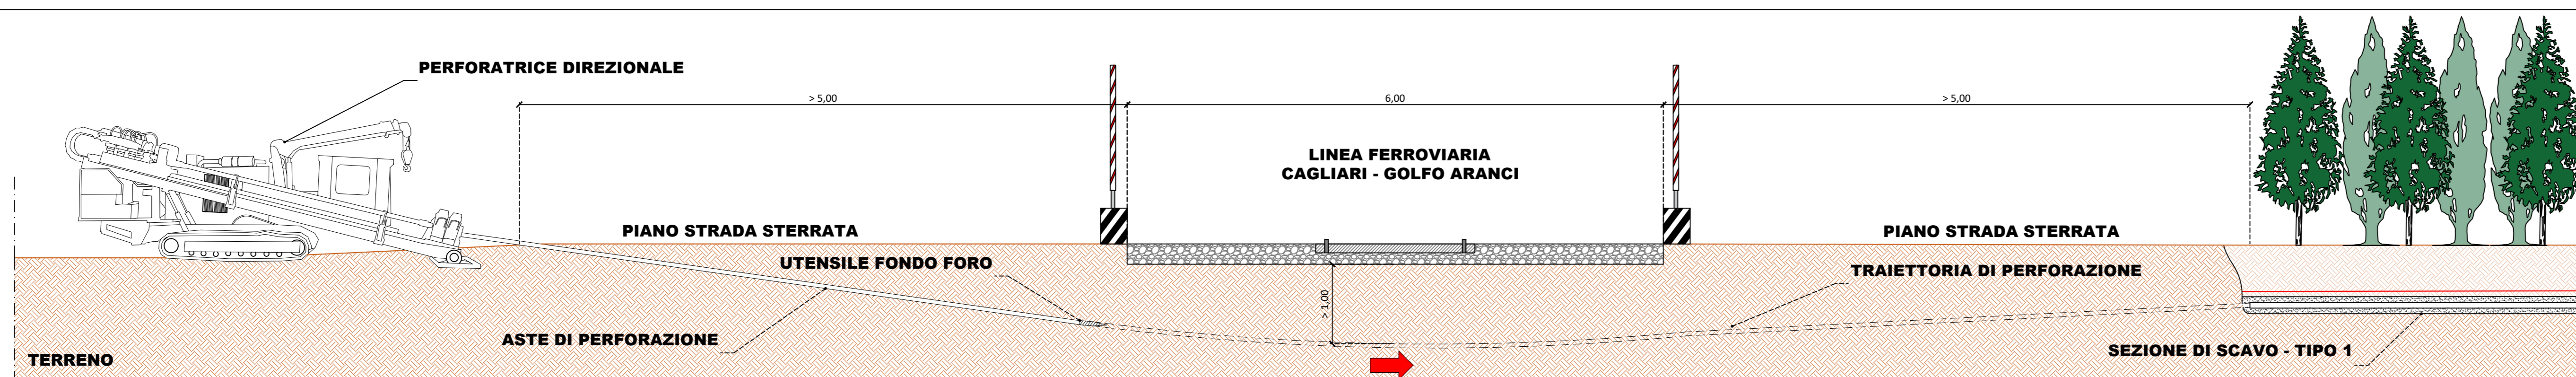 PERFORATRICE DIREZIONALE
> 5,00
6,00
> 5,00
LINEA FERROVIARIA
CAGLIARI - GOLFO ARANCI
PIANO STRADA STERRATA
PIANO STRADA STERRATA
UTENSILE FONDO FORO
TRAIETTORIA DI PERFORAZIONE
> 1,00
ASTE DI PERFORAZIONE
SEZIONE DI SCAVO - TIPO 1
TERRENO